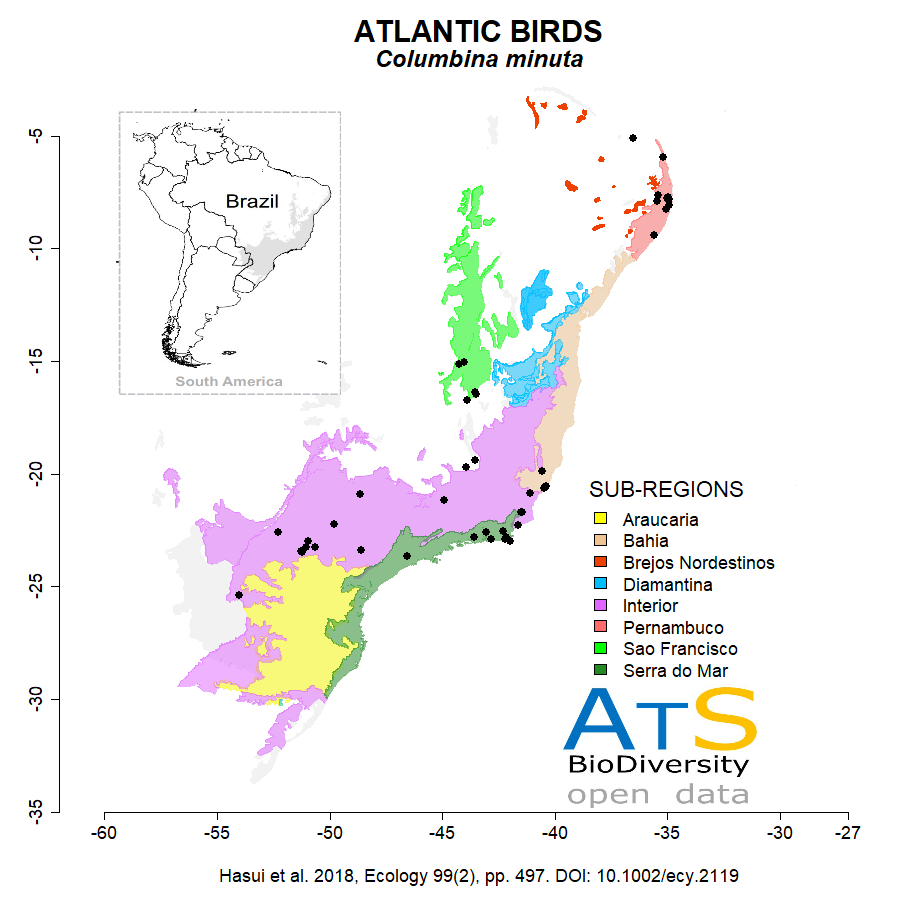 ATLANTIC BIRDS
Columbina minuta
Brazil
South America
-5
-10
-15
-20
-25
-30
-35
-60
-55
-50
-45
-40
-35
-30
-27
SUB-REGIONS
Araucaria
Bahia
Brejos Nordestinos
Diamantina
Interior
Pernambuco
Sao Francisco
Serra do Mar
ATS
BioDiversity
open data
Hasui et al. 2018, Ecology 99(2), pp. 497. DOI: 10.1002/ecy.2119